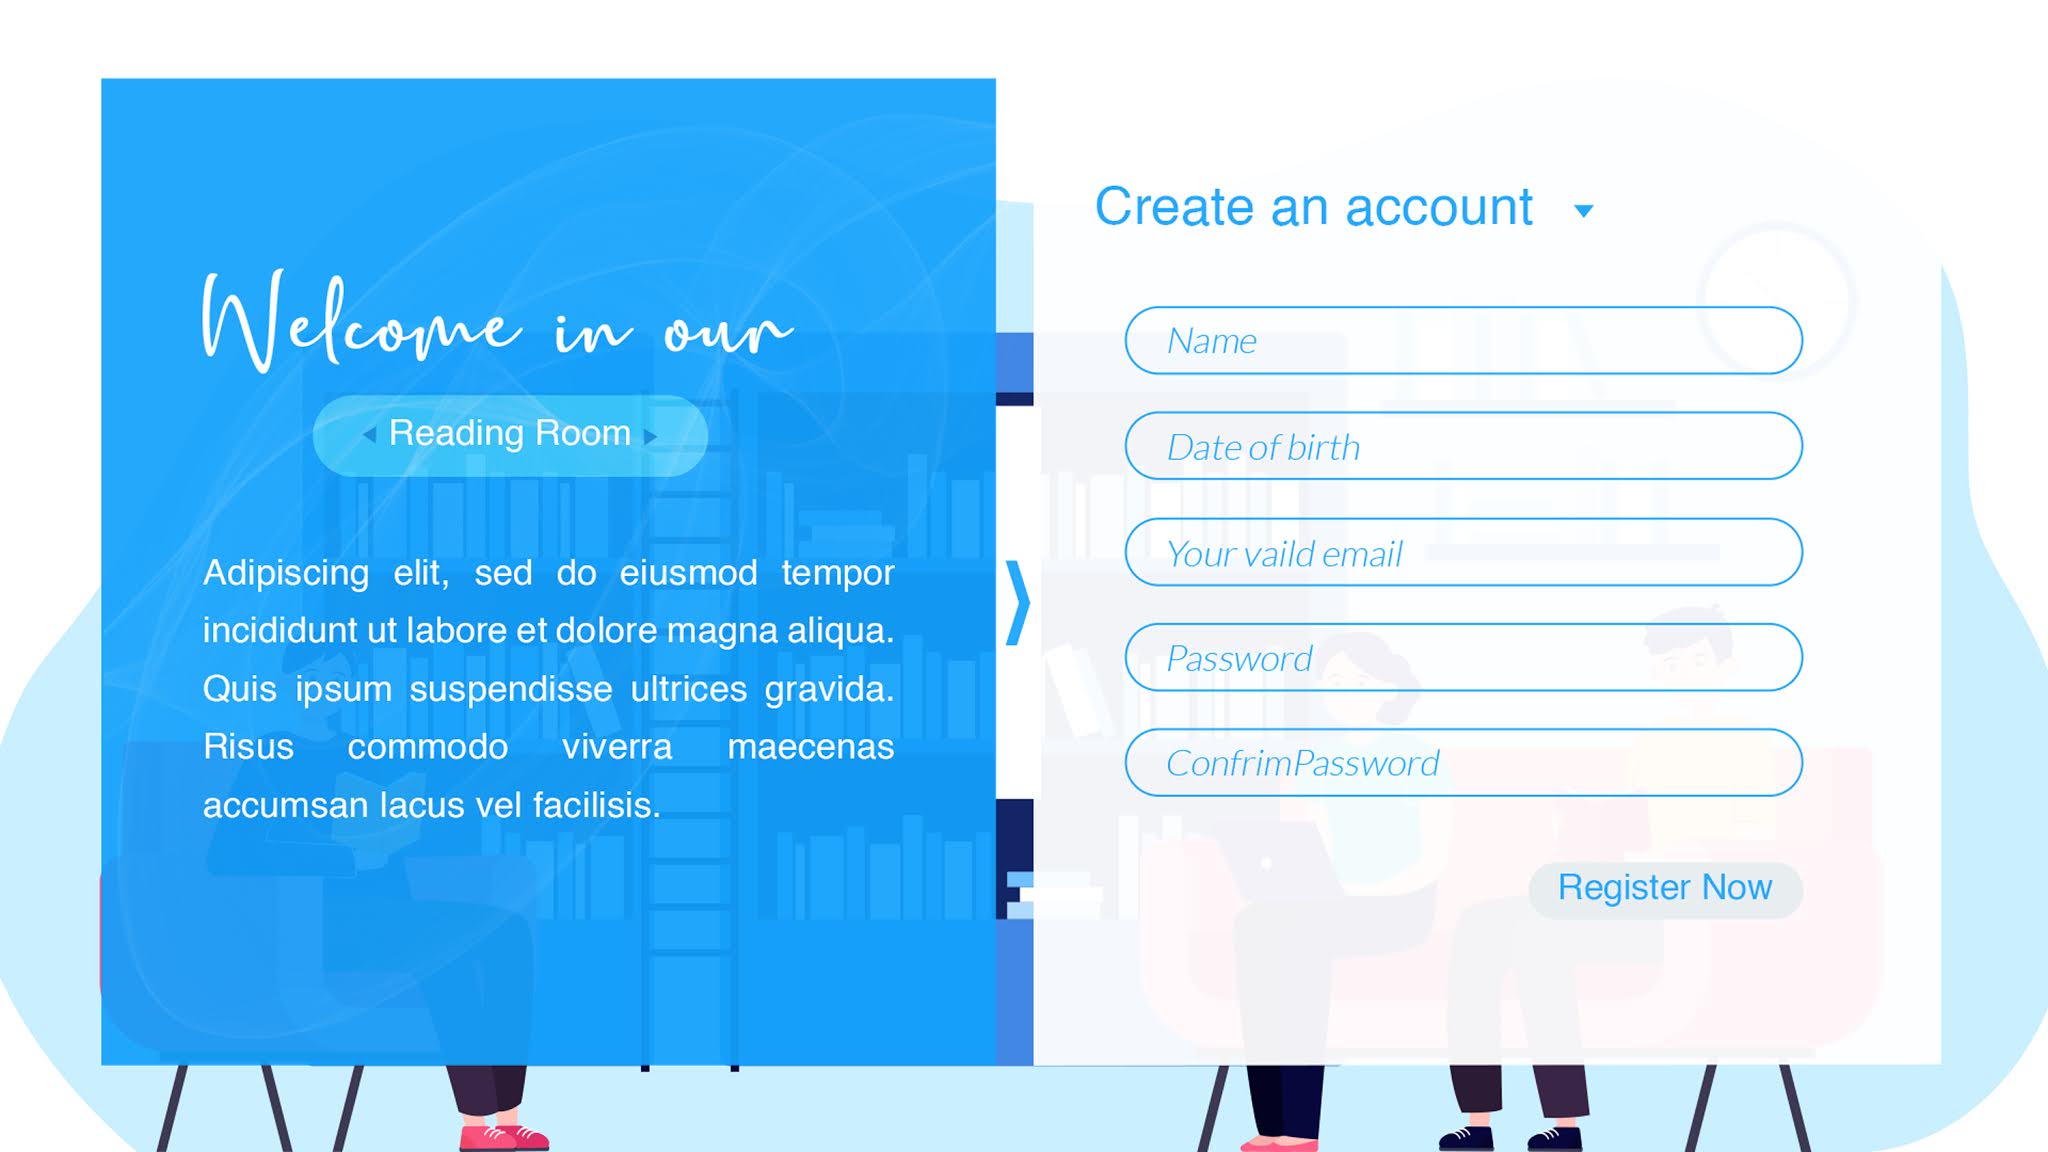 Welcome in our
Reading Room
Adipiscing elit, sed do eiusmod tempor
incididunt ut labore et dolore magna aliqua.
Quis ipsum suspendisse ultrices gravida.
Risus commodo viverra maecenas
accumsan lacus vel facilisis.
Create an account
Name
Date of birth
Your vaild email
Password
ConfrimPassword
Register Now